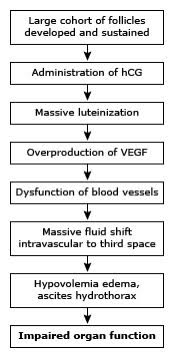 Large cohort of follicles
developed and sustained
Administration of hCG
Massive luteinization
Overproduction of VEGF
Dysfunction of blood vessels
Massive fluid shift
intravascular to third space
Hypovolemia edema,
ascites hydrothorax
Impaired organ function